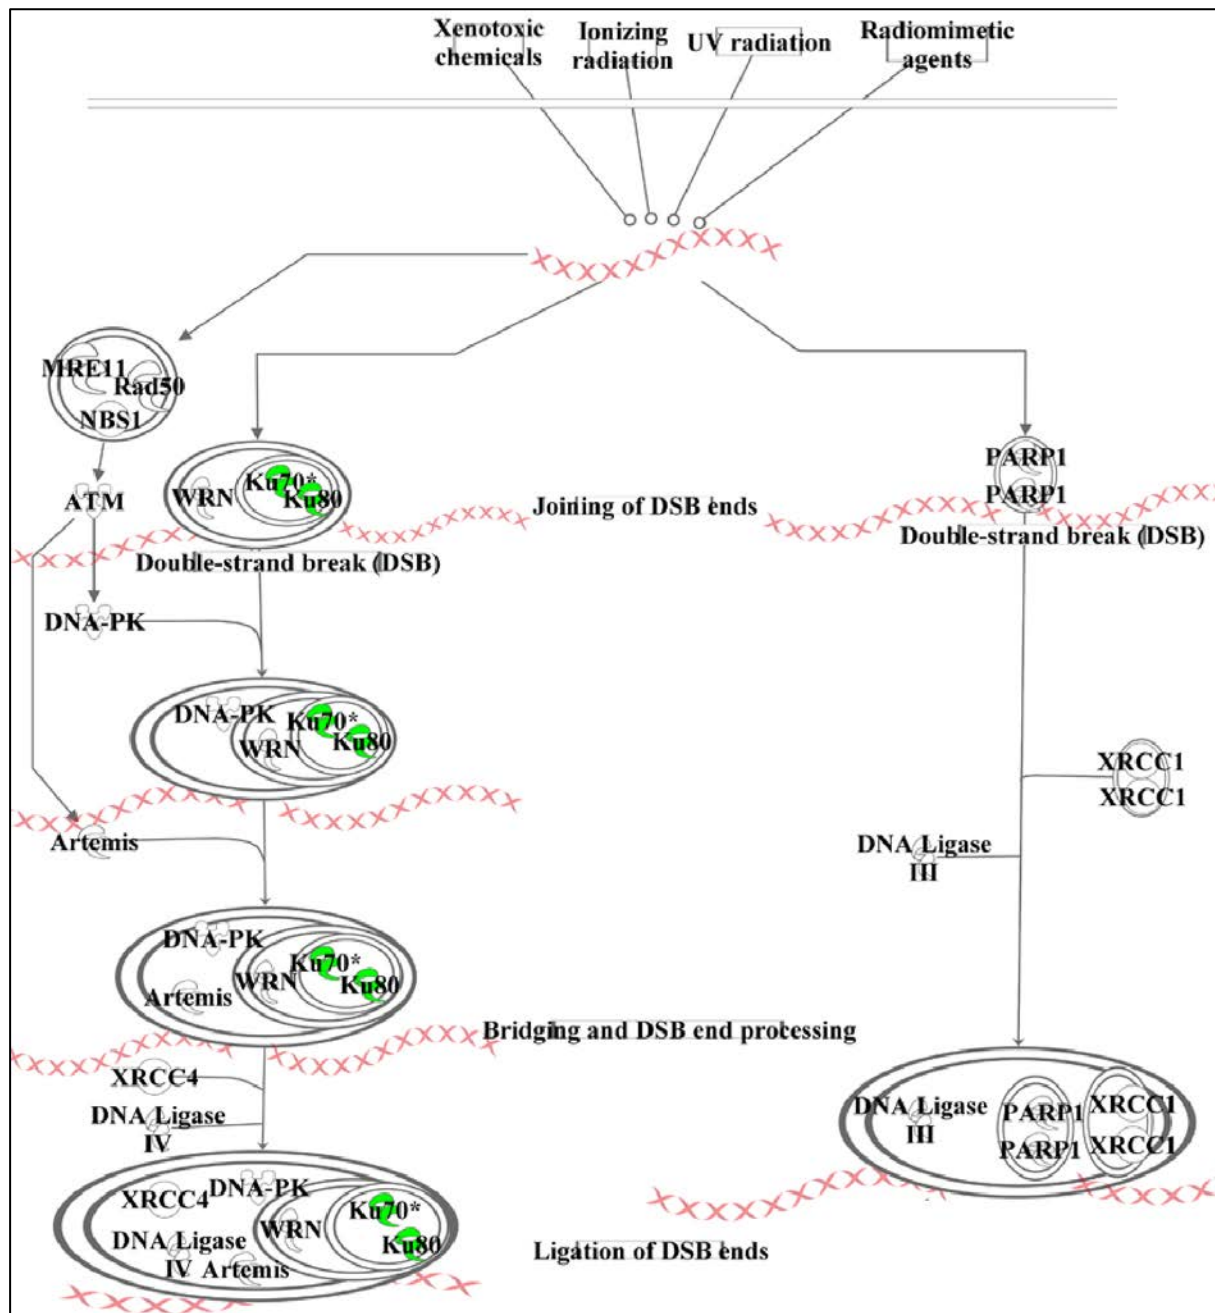 Xenotoxic
chemicals
Ionizing
radiation
UV radiation
Radiomimetic
agents
MRE11
Rad50
NBS1
ATM
WRN
Ku70*
Ku80
Joining of DSB ends
PARP1
PARP1
Double-strand break (DSB)
Double-strand break (DSB)
DNA-PK
DNA-PK
WRN
Ku70*
Ku80
XRCC1
XRCC1
Artemis
DNA Ligase
III
DNA-PK
Artemis
WRN
Ku70*
Ku80
Bridging and DSB end processing
XRCC4
DNA Ligase
IV
DNA Ligase
III
PARP1
PARP1
XRCC1
XRCC1
XRCC4
DNA-PK
DNA Ligase
IV
Artemis
WRN
Ku70*
Ku80
Ligation of DSB ends